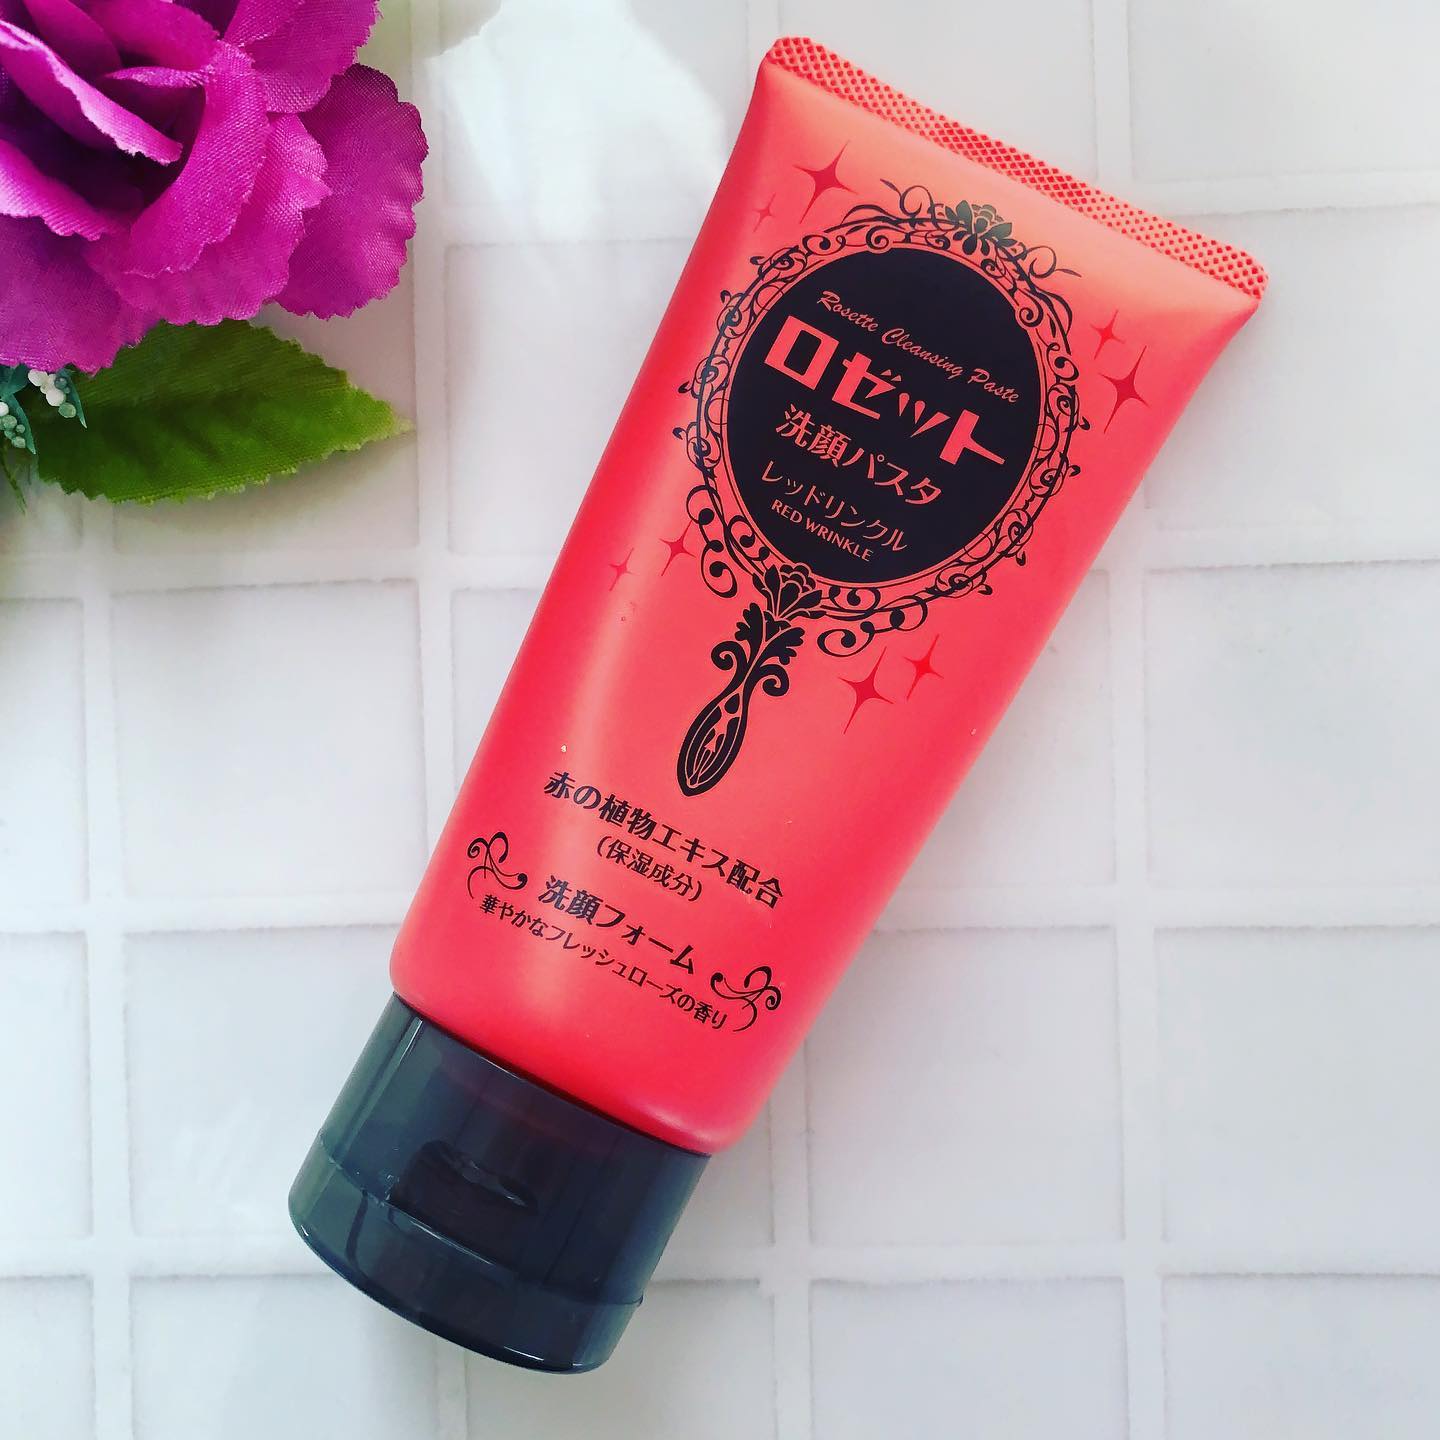 Rosette Cleansing Paste
ロゼット
洗顔パスタ
レッドリンクル
RED WRINKLE
赤の植物エキス配合
(保湿成分)
洗顔フォーム
華やかなフレッシュローズの香り